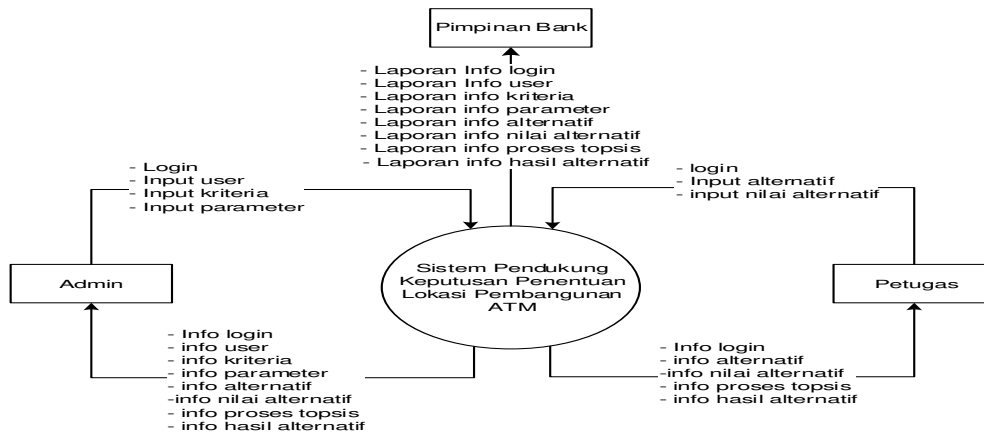 Pimpinan Bank
- Laporan Info login
- Laporan Info user
- Laporan info kriteria
- Laporan info parameter
- Laporan info alternatif
- Laporan info nilai alternatif
- Laporan info proses topsis
- Laporan info hasil alternatif
- Login
- Input user
- Input kriteria
- Input parameter
- login
- Input alternatif
- input nilai alternatif
Admin
Sistem Pendukung
Keputusan Penentuan
Lokasi Pembangunan
ATM
Petugas
- Info login
- info user
- info kriteria
- info parameter
- info alternatif
-info nilai alternatif
- info proses topsis
- info hasil alternatif
- Info login
- info alternatif
-info nilai alternatif
- info proses topsis
- info hasil alternatif